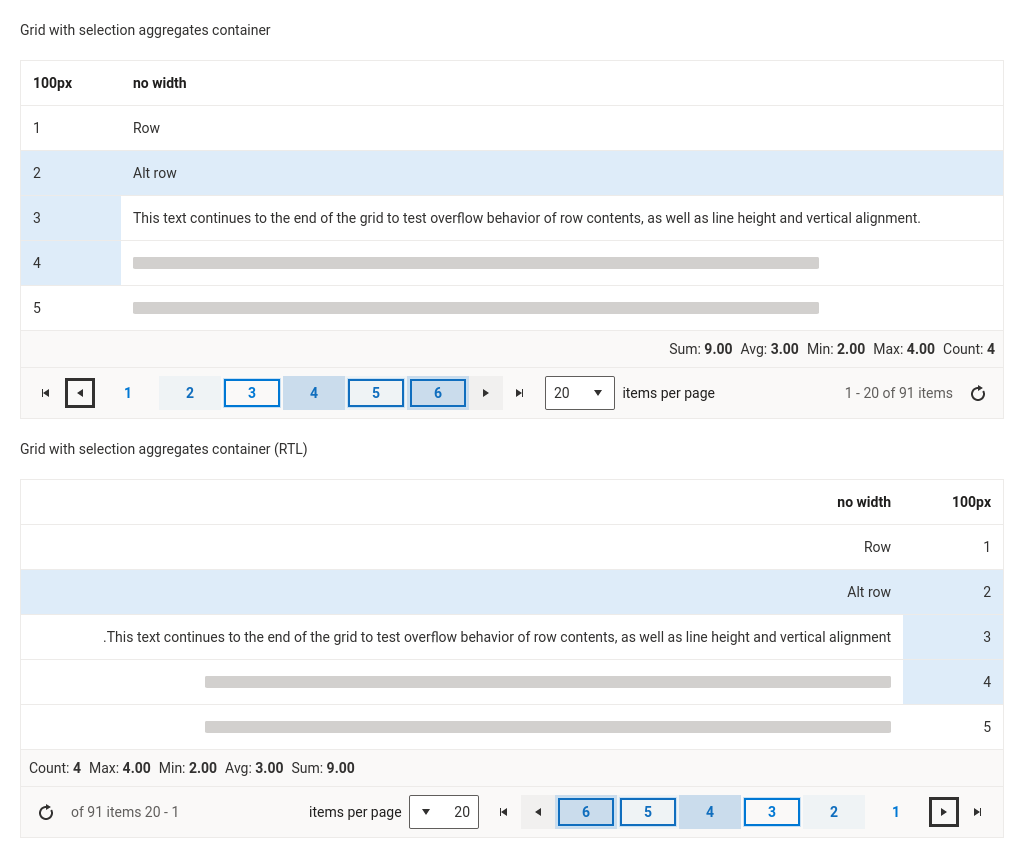 Grid with selection aggregates container
100px no width
1 Row
2 Alt row
3 This text continues to the end of the grid to test overflow behavior of row contents, as well as line height and vertical alignment.
4
5
Sum: 9.00 Avg: 3.00 Min: 2.00 Max: 4.00 Count: 4
1 2 3 4 5 6 20 items per page 1 - 20 of 91 items
Grid with selection aggregates container (RTL)
no width 100px
Row 1
Alt row 2
.This text continues to the end of the grid to test overflow behavior of row contents, as well as line height and vertical alignment 3
4
5
Count: 4 Max: 4.00 Min: 2.00 Avg: 3.00 Sum: 9.00
of 91 items 20 - 1 items per page 20 6 5 4 3 2 1